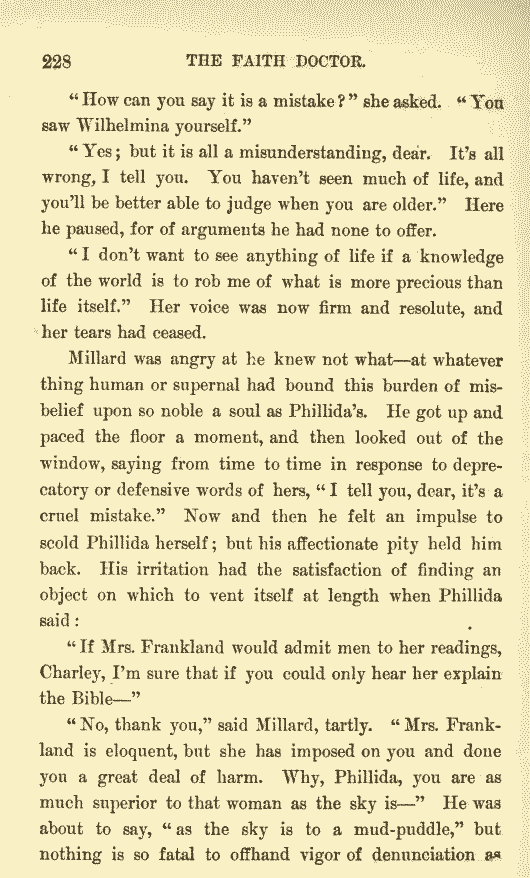 228 THE FAITH DOCTOR.
“How can you say it is a mistake?” she asked. “You
saw Wilhelmina yourself.”
“Yes; but it is all a misunderstanding, dear. It’s all
wrong, I tell you. You haven’t seen much of life, and
you’ll be better able to judge when you are older.” Here
he paused, for of arguments he had none to offer.
“I don’t want to see anything of life if a knowledge
of the world is to rob me of what is more precious than
life itself.” Her voice was now firm and resolute, and
her tears had ceased.
Millard was angry at he knew not what—at whatever
thing human or supernal had bound this burden of mis-
belief upon so noble a soul as Phillida’s. He got up and
paced the floor a moment, and then looked out of the
window, saying from time to time in response to depre-
catory or defensive words of hers, “I tell you, dear, it’s a
cruel mistake.” Now and then he felt an impulse to
scold Phillida herself; but his affectionate pity held him
back. His irritation had the satisfaction of finding an
object on which to vent itself at length when Phillida
said:
“If Mrs. Frankland would admit men to her readings,
Charley, I’m sure that if you could only hear her explain
the Bible—”
“No, thank you,” said Millard, tartly. “Mrs. Frank-
land is eloquent, but she has imposed on you and done
you a great deal of harm. Why, Phillida, you are as
much superior to that woman as the sky is—” He was
about to say, “as the sky is to a mud-puddle,” but
nothing is so fatal to offhand vigor of denunciation as